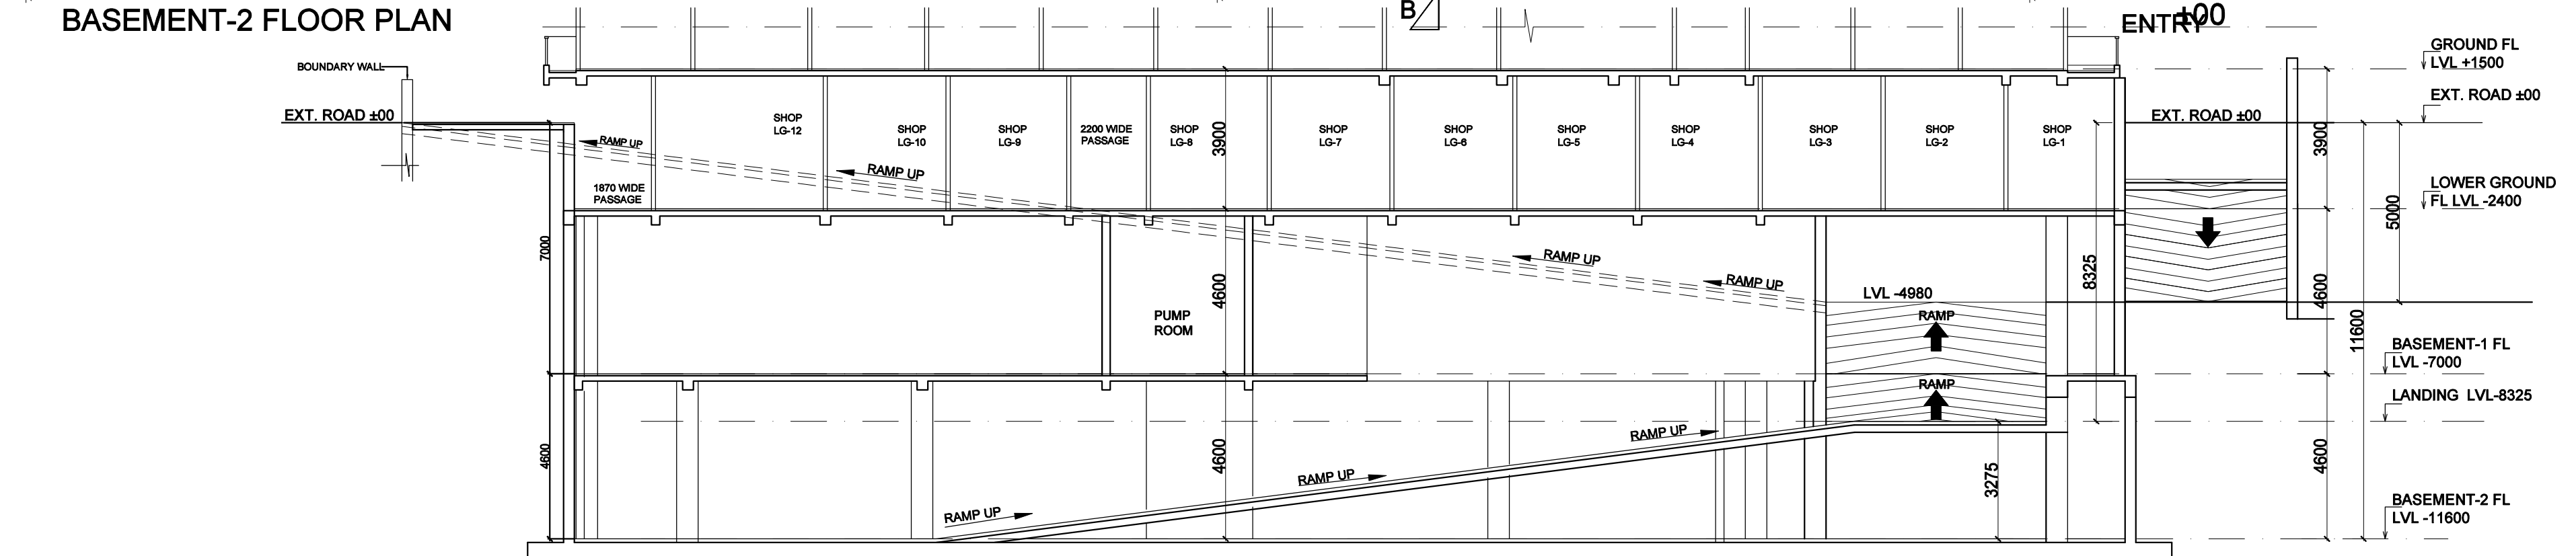 BASEMENT-2 FLOOR PLAN
B
ENTRY
±00
GROUND FL
LVL +1500
BOUNDARY WALL
EXT. ROAD ±00
EXT. ROAD ±00
EXT. ROAD ±00
RAMP UP
SHOP
LG-12
SHOP
LG-10
SHOP
LG-9
2200 WIDE
PASSAGE
SHOP
LG-8
3900
SHOP
LG-7
SHOP
LG-6
SHOP
LG-5
SHOP
LG-4
SHOP
LG-3
SHOP
LG-2
SHOP
LG-1
3900
RAMP UP
1870 WIDE
PASSAGE
LOWER GROUND
FL LVL -2400
5000
7000
RAMP UP
RAMP UP
8325
4600
LVL -4980
4600
PUMP
ROOM
RAMP
11600
BASEMENT-1 FL
LVL -7000
RAMP
LANDING LVL-8325
RAMP UP
4600
4600
4600
RAMP UP
3275
RAMP UP
BASEMENT-2 FL
LVL -11600